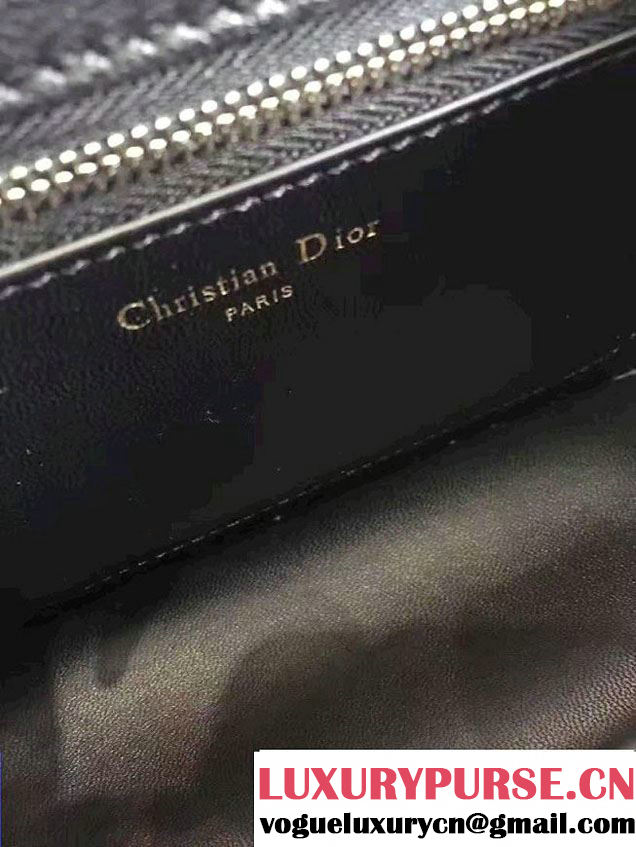 Christian Dior
PARIS
LUXURYPURSE.CN
vogueluxurycn@gmail.com